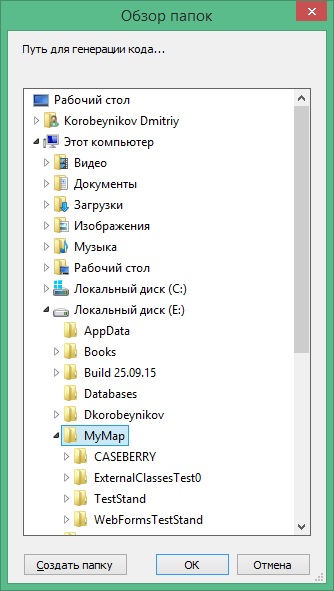 Обзор папок
Путь для генерации кода...
Рабочий стол
Korobeynikov Dmitriy
Этот компьютер
Видео
Документы
Загрузки
Изображения
Музыка
Рабочий стол
Локальный диск (C:)
Локальный диск (E:)
AppData
Books
Build 25.09.15
Databases
Dkorobeynikov
MyMap
CASEBERRY
ExternalClassesTest0
TestStand
WebFormsTestStand
Создать папку
OK
Отмена